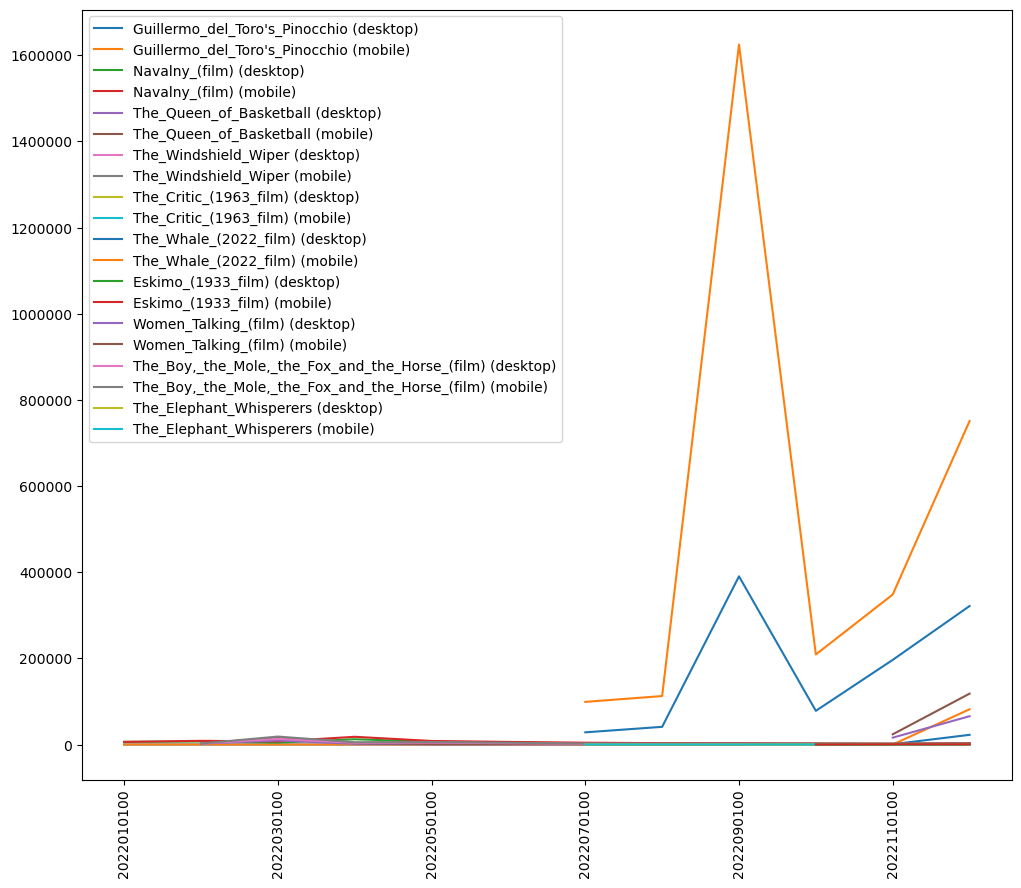 Guillermo_del_Toro's_Pinocchio (desktop)
Guillermo_del_Toro's_Pinocchio (mobile)
Navalny_(film) (desktop)
Navalny_(film) (mobile)
The_Queen_of_Basketball (desktop)
The_Queen_of_Basketball (mobile)
The_Windshield_Wiper (desktop)
The_Windshield_Wiper (mobile)
The_Critic_(1963_film) (desktop)
The_Critic_(1963_film) (mobile)
The_Whale_(2022_film) (desktop)
The_Whale_(2022_film) (mobile)
Eskimo_(1933_film) (desktop)
Eskimo_(1933_film) (mobile)
Women_Talking_(film) (desktop)
Women_Talking_(film) (mobile)
The_Boy,_the_Mole,_the_Fox_and_the_Horse_(film) (desktop)
The_Boy,_the_Mole,_the_Fox_and_the_Horse_(film) (mobile)
The_Elephant_Whisperers (desktop)
The_Elephant_Whisperers (mobile)
1600000
1400000
1200000
1000000
800000
600000
400000
200000
0
2022010100
2022030100
2022050100
2022070100
2022090100
2022110100